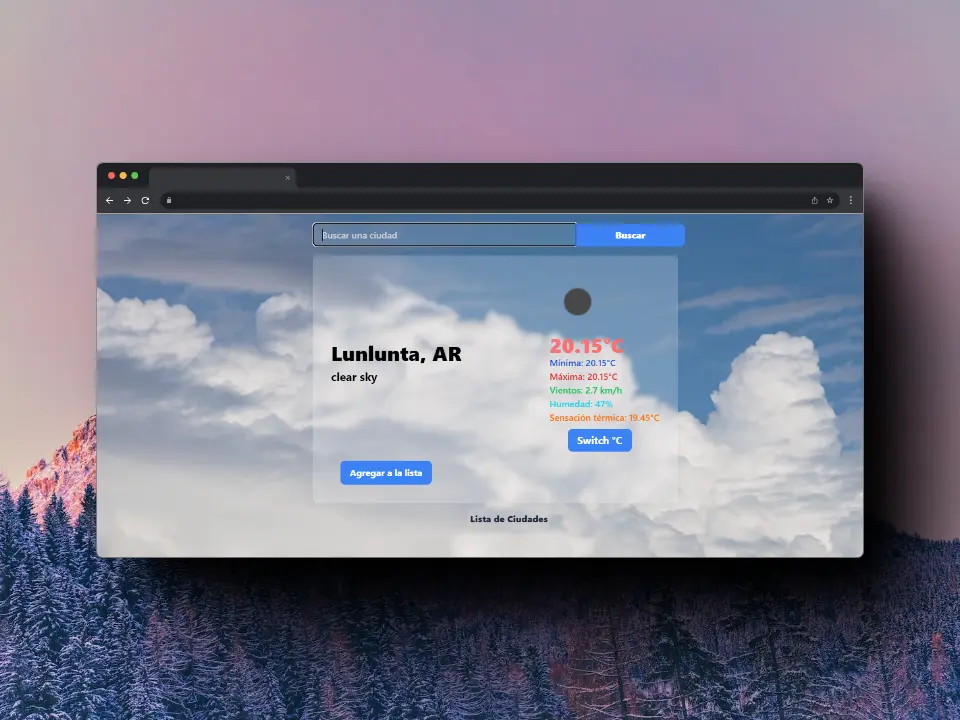 Buscar una ciudad
Buscar
Lunlunta, AR
clear sky
20.15°C
Mínima: 20.15°C
Máxima: 20.15°C
Vientos: 2.7 km/h
Humedad: 47%
Sensación térmica: 19.45°C
Switch °C
Agregar a la lista
Lista de Ciudades